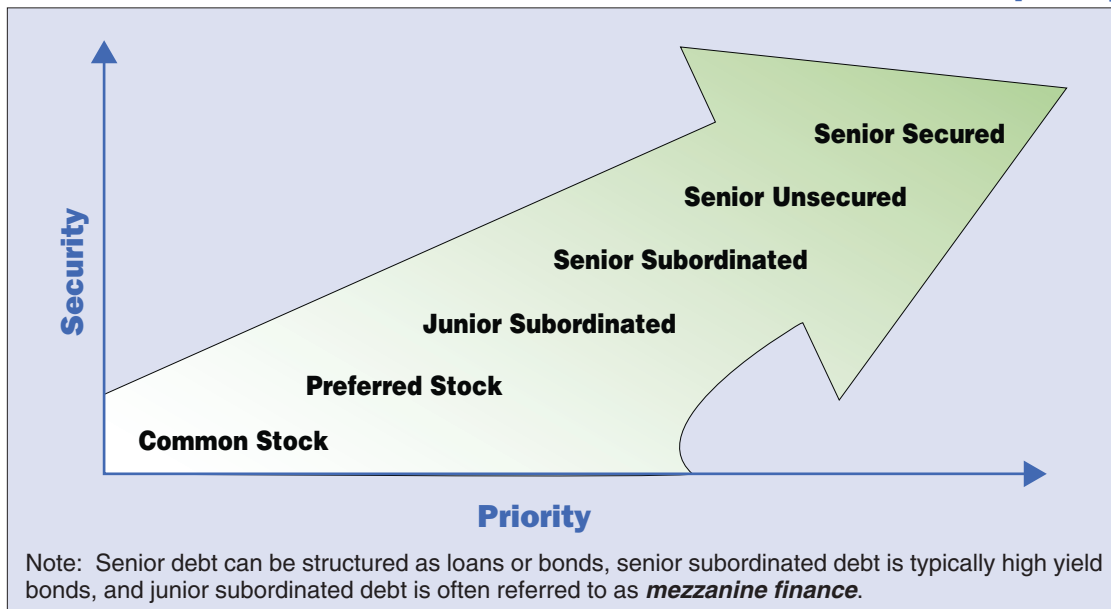 Senior Secured
Senior Unsecured
Senior Subordinated
Junior Subordinated
Preferred Stock
Common Stock
Security
Priority
Note: Senior debt can be structured as loans or bonds, senior subordinated debt is typically high yield
bonds, and junior subordinated debt is often referred to as mezzanine finance.